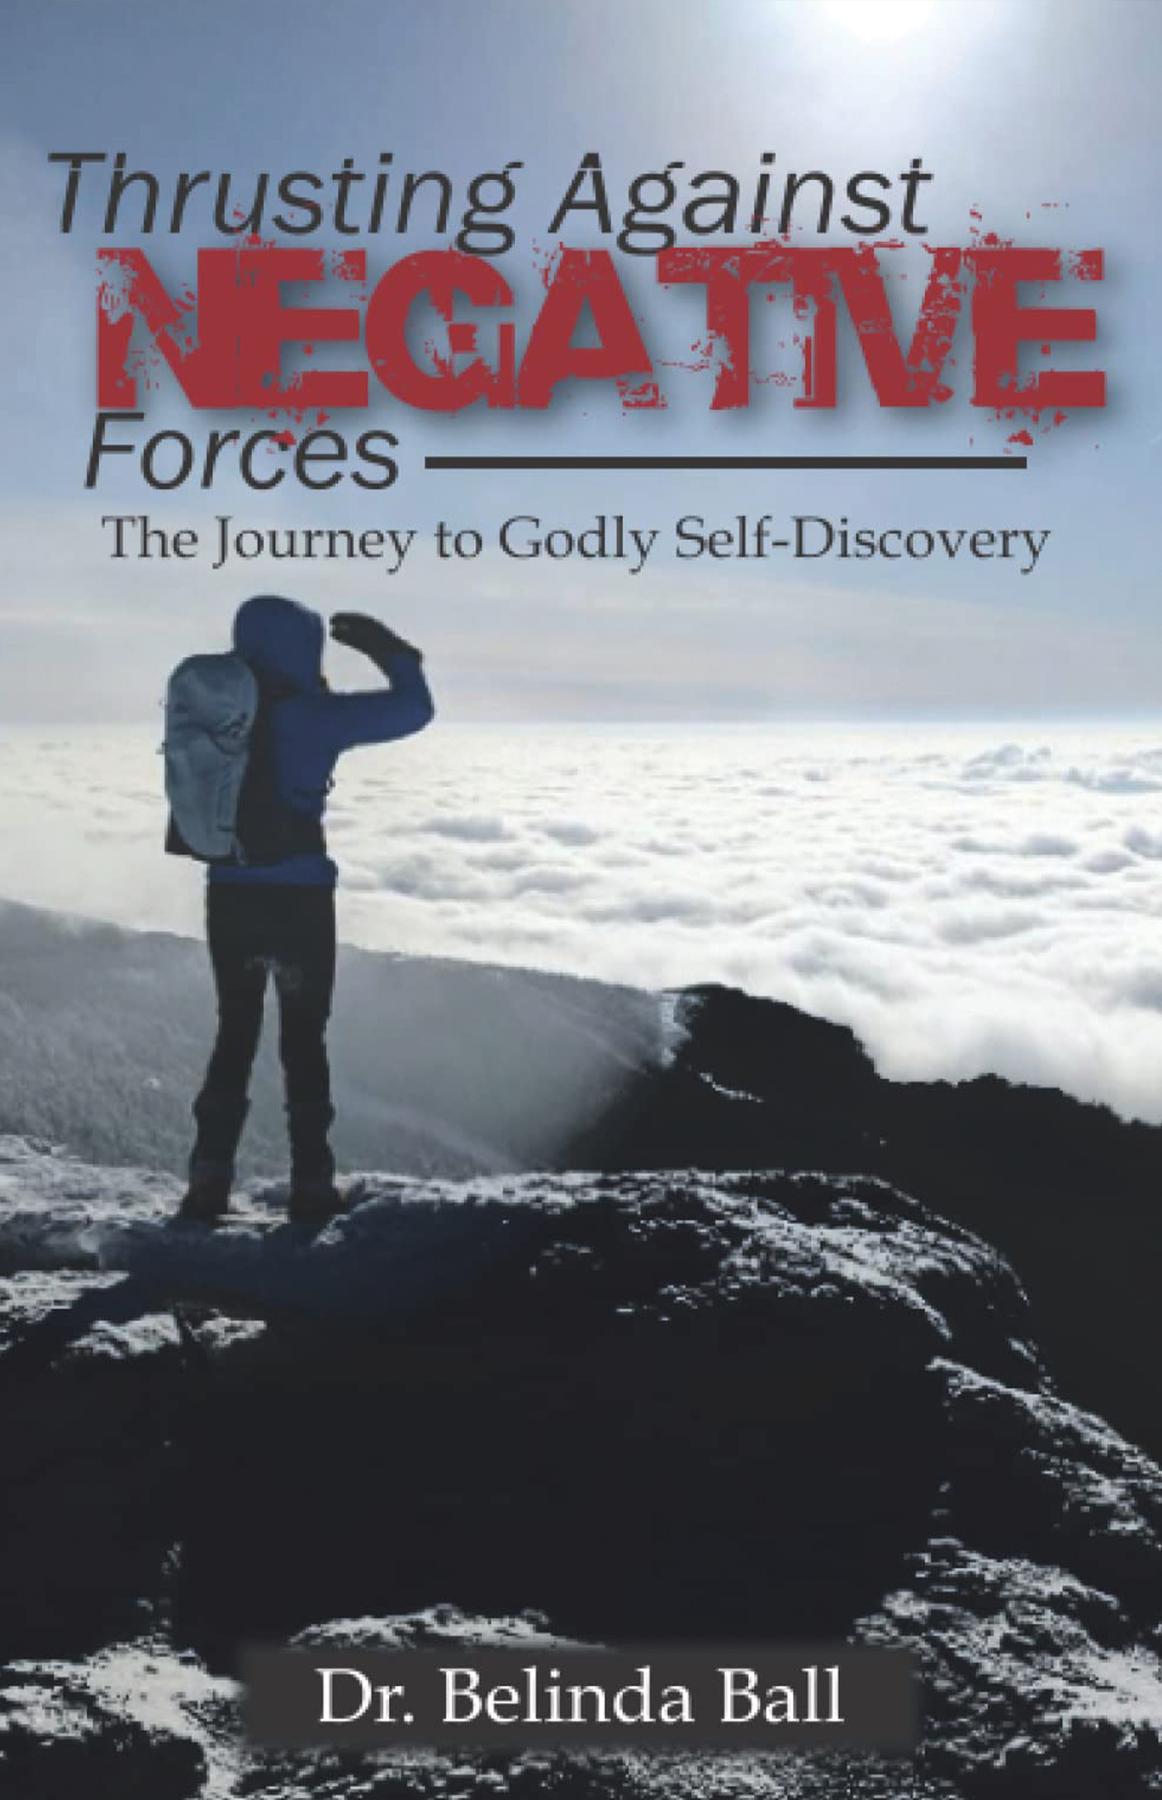 Thrusting Against
NEGATIVE
Forces
The Journey to Godly Self-Discovery
Dr. Belinda Ball